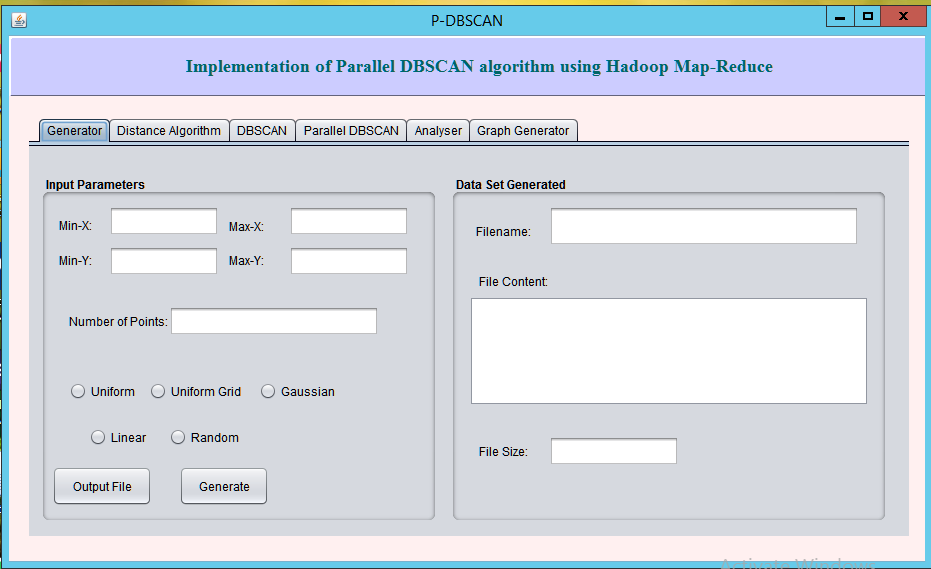 P-DBSCAN
Implementation of Parallel DBSCAN algorithm using Hadoop Map-Reduce
Generator Distance Algorithm DBSCAN Parallel DBSCAN Analyser Graph Generator
Input Parameters
Min-X: Max-X:
Min-Y: Max-Y:
Number of Points:
Uniform Uniform Grid Gaussian
Linear Random
Output File Generate
Data Set Generated
Filename:
File Content:
File Size:
Activate Windows